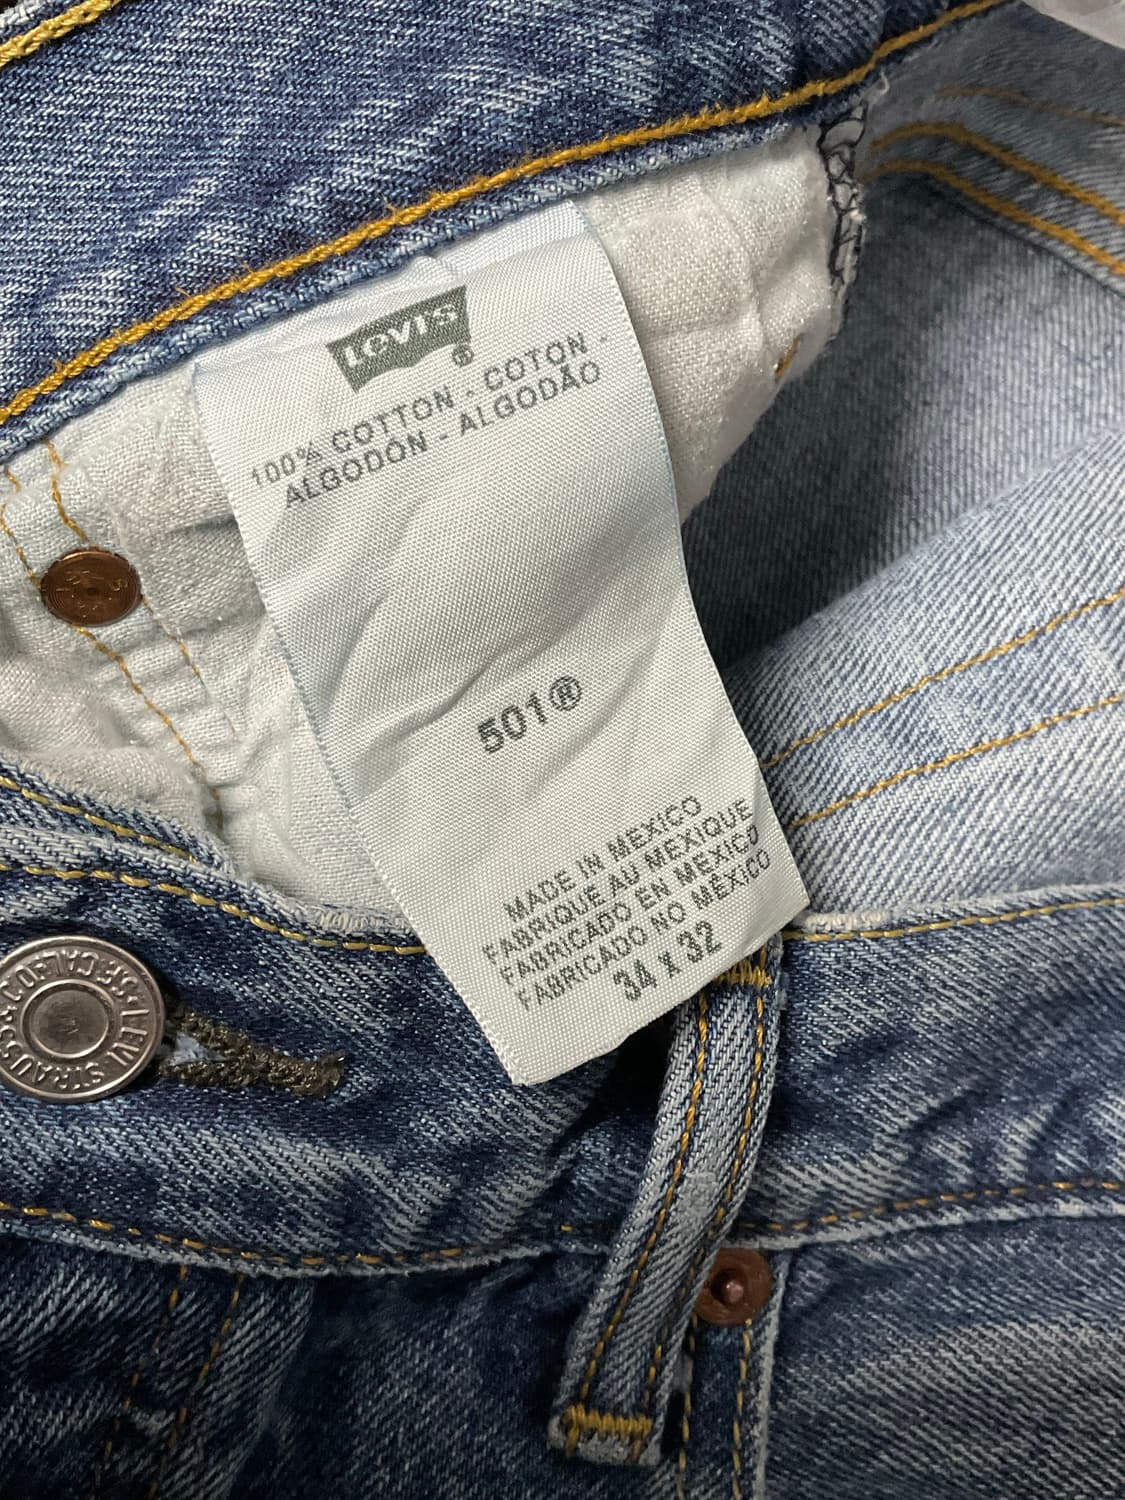 Levi's®
100% COTTON - COTON -
ALGODÓN - ALGODÃO
501®
MADE IN MEXICO
FABRIQUE AU MEXIQUE
FABRICADO EN MEXICO
FABRICADO NO MÉXICO
34 x 32
LEVI STRAUSS & CO S.F. CAL